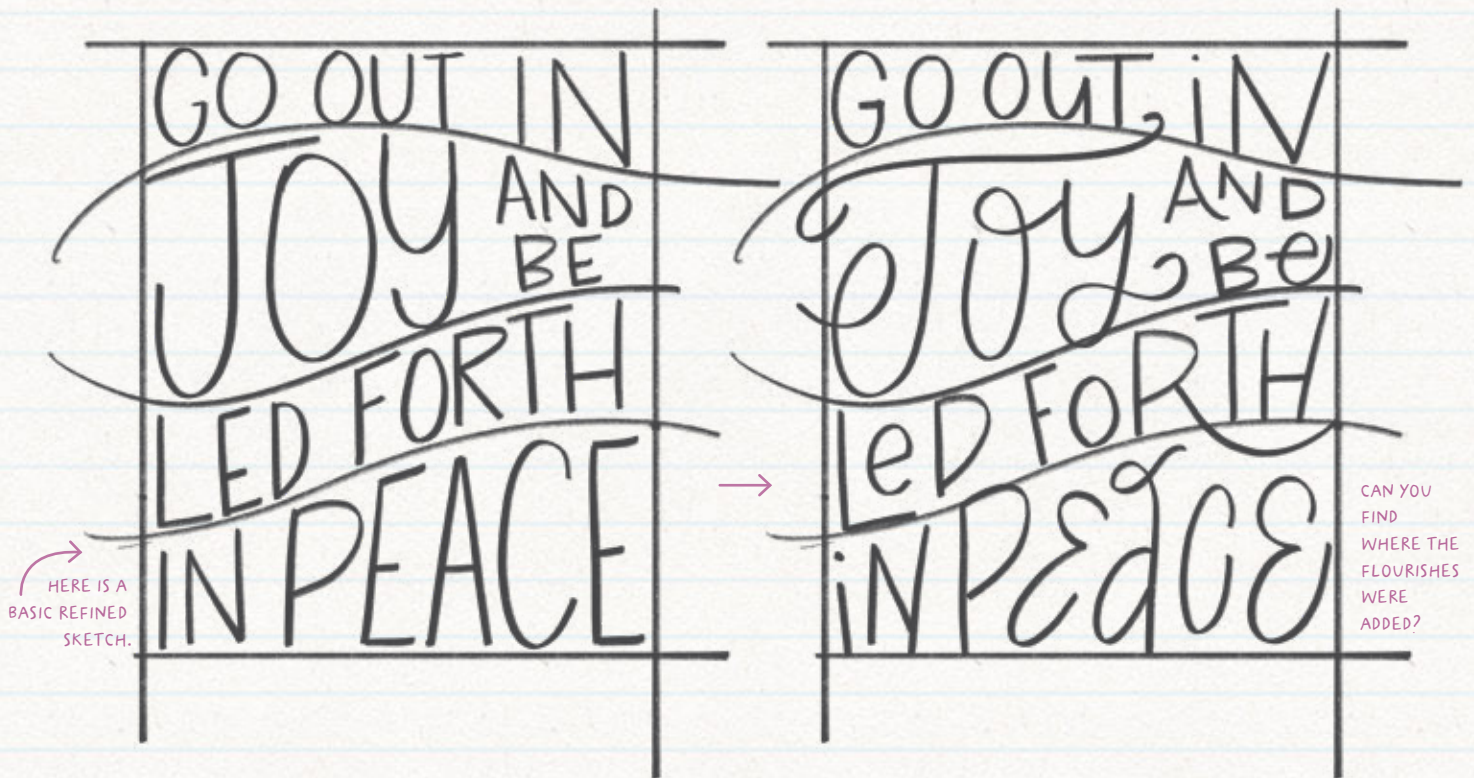 GO OUT IN
JOY AND
BE
LED FORTH
IN PEACE
HERE IS A
BASIC REFINED
SKETCH.
GO OUT iN
JOy AND
Be
LeD FoRTH
iN PEaCE
CAN YOU
FIND
WHERE THE
FLOURISHES
WERE
ADDED?